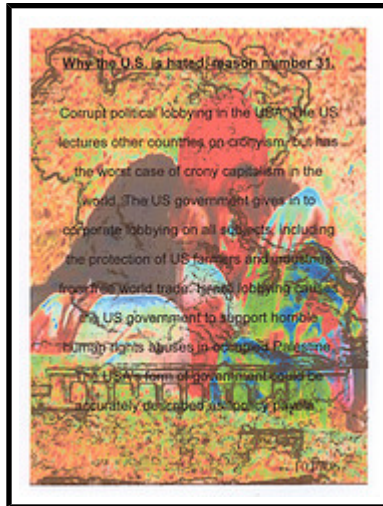 Why the U.S. is hated, reason number 31.
Corrupt political lobbying in the USA. The US
lectures other countries on cronyism, but has
the worst case of crony capitalism in the
world. The US government gives in to
corporate lobbying on all subjects, including
the protection of US farmers and industries
from free world trade. Israeli lobbying causes
the US government to support horrible
human rights abuses in occupied Palestine.
The USA's form of government could be
accurately described as: policy payola.